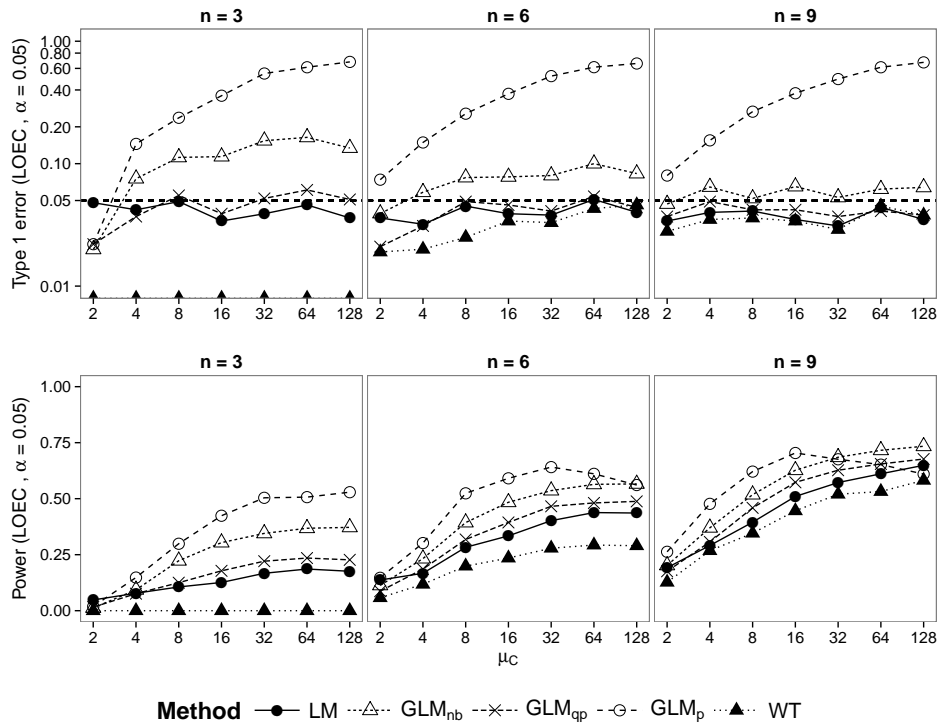 n = 3
n = 6
n = 9
Type 1 error (LOEC , α = 0.05)
1.00
0.80
0.60
0.40
0.20
0.10
0.05
0.01
2 4 8 16 32 64 128
2 4 8 16 32 64 128
2 4 8 16 32 64 128
n = 3
n = 6
n = 9
Power (LOEC , α = 0.05)
1.00
0.75
0.50
0.25
0.00
2 4 8 16 32 64 128
2 4 8 16 32 64 128
2 4 8 16 32 64 128
μC
Method LM GLMnb GLMqp GLMp WT